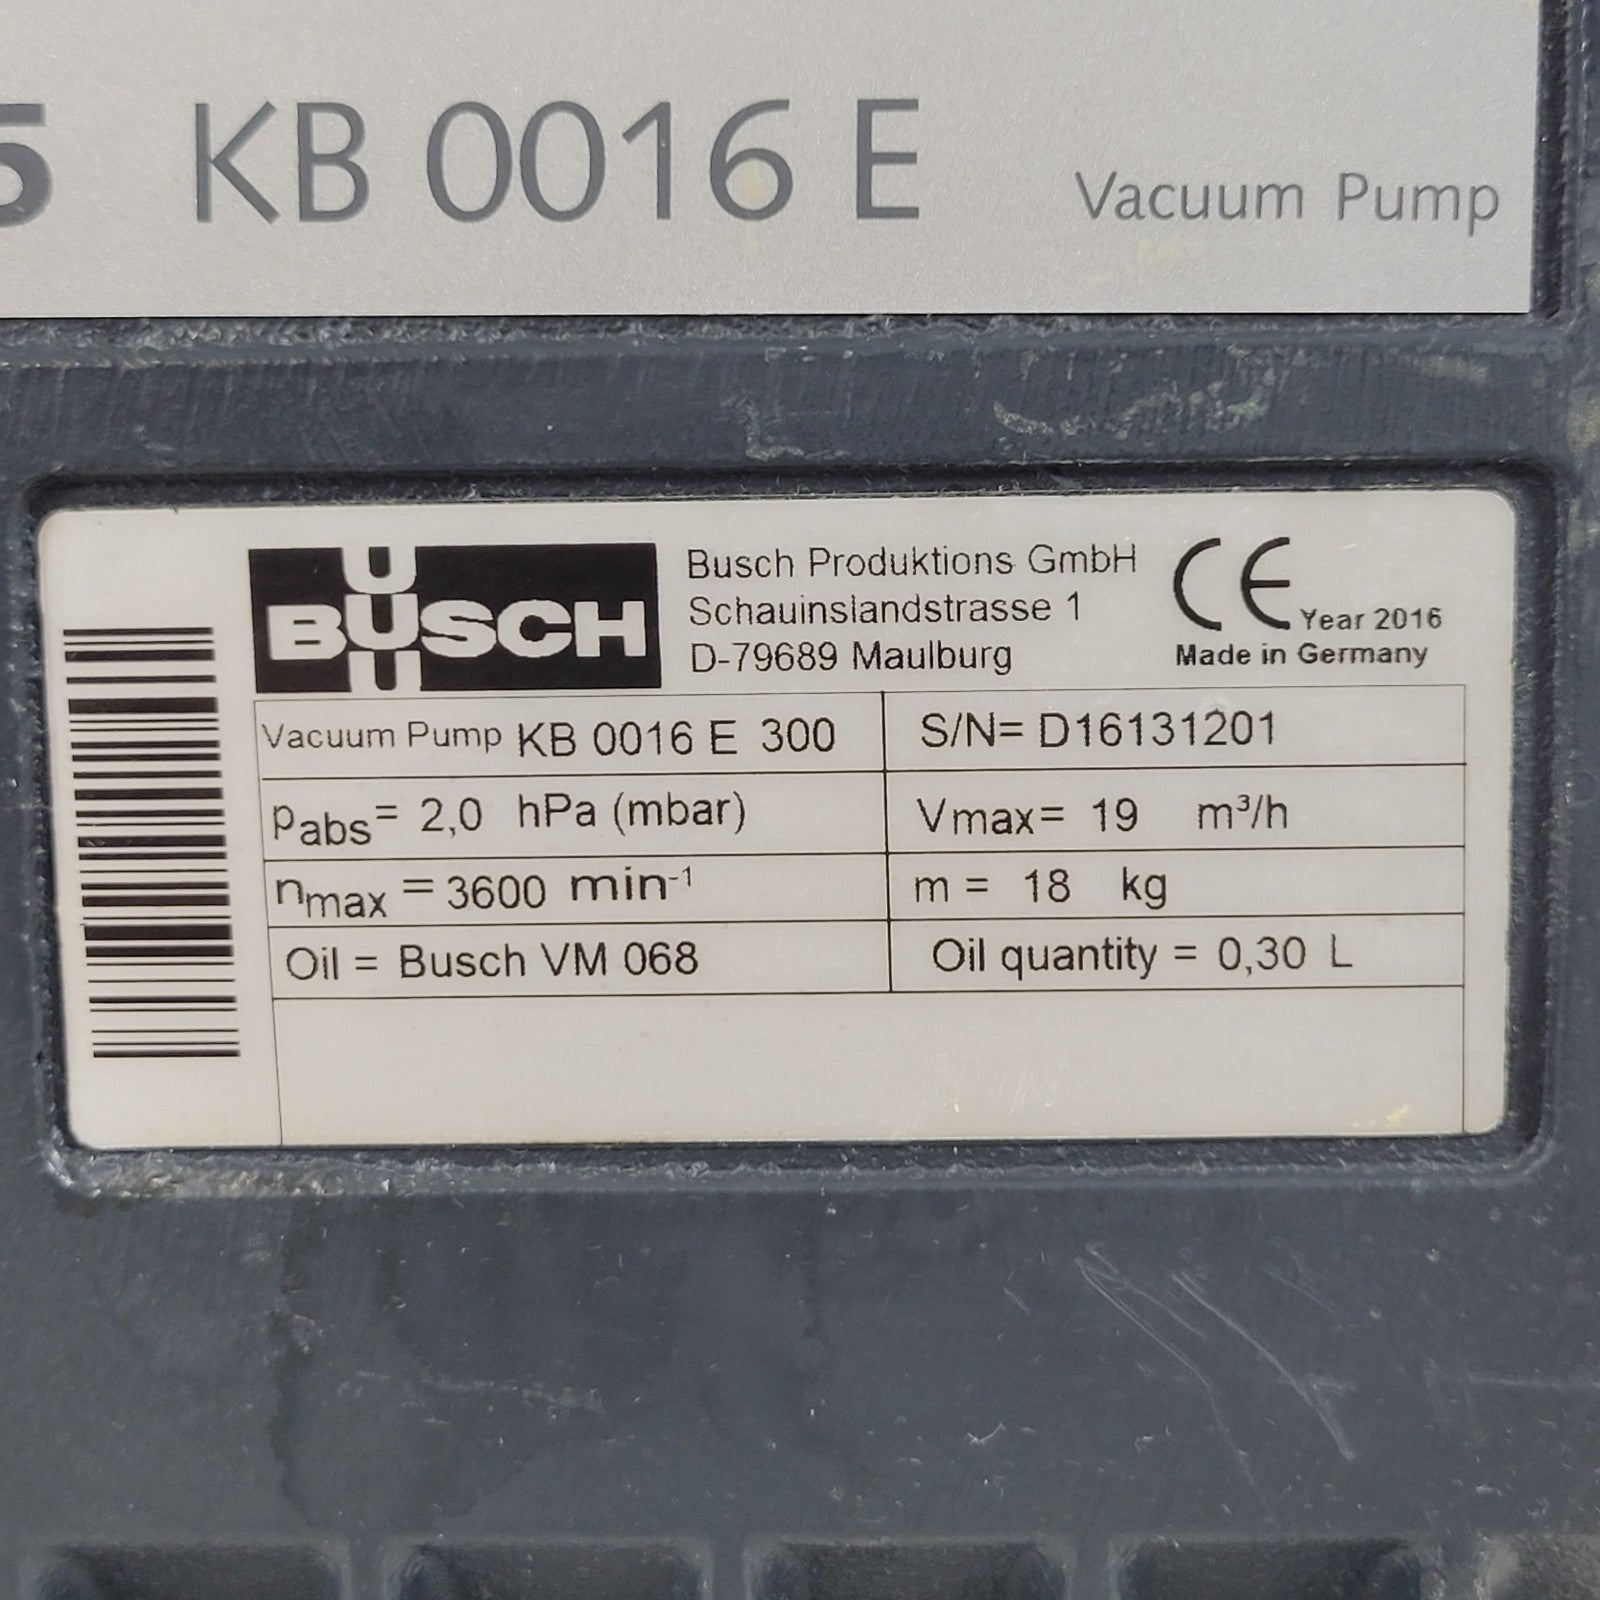 5 KB 0016 E Vacuum Pump
BUSCH
Busch Produktions GmbH
Schauinslandstrasse 1
D-79689 Maulburg
CE Year 2016
Made in Germany
Vacuum Pump KB 0016 E 300 S/N= D16131201
pabs= 2,0 hPa (mbar) Vmax= 19 m³/h
nmax = 3600 min-1 m = 18 kg
Oil = Busch VM 068 Oil quantity = 0,30 L